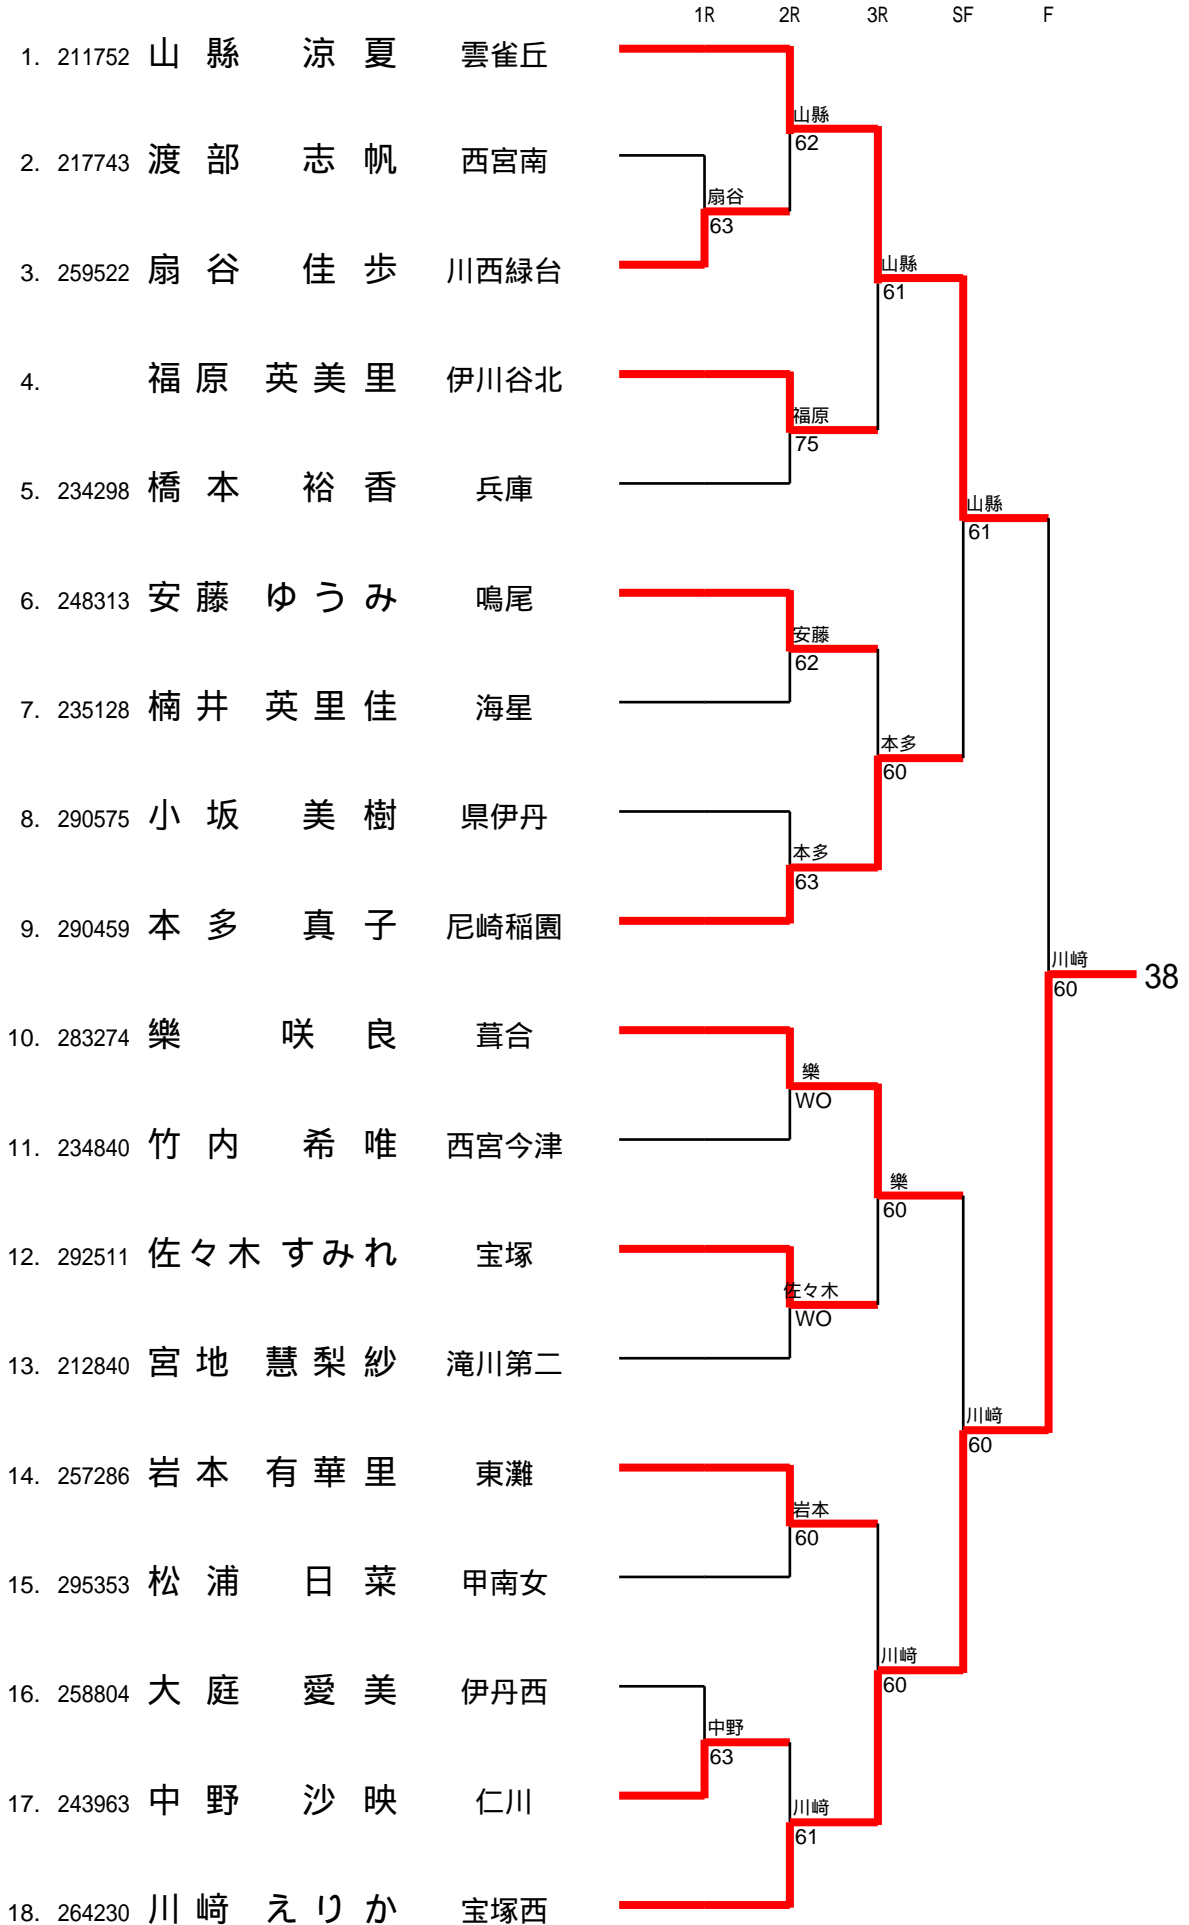 1R 2R 3R SF F
1. 211752 山縣 涼夏 雲雀丘
山縣
62
2. 217743 渡部 志帆 西宮南
扇谷
63
3. 259522 扇谷 佳歩 川西緑台
山縣
61
4. 福原 英美里 伊川谷北
福原
75
5. 234298 橋本 裕香 兵庫
山縣
61
6. 248313 安藤 ゆうみ 鳴尾
安藤
62
7. 235128 楠井 英里佳 海星
本多
60
8. 290575 小坂 美樹 県伊丹
本多
63
9. 290459 本多 真子 尼崎稲園
川﨑
60
38
10. 283274 樂 咲良 葺合
樂
WO
11. 234840 竹内 希唯 西宮今津
樂
60
12. 292511 佐々木 すみれ 宝塚
佐々木
WO
13. 212840 宮地 慧梨紗 滝川第二
川﨑
60
14. 257286 岩本 有華里 東灘
岩本
60
15. 295353 松浦 日菜 甲南女
川﨑
60
16. 258804 大庭 愛美 伊丹西
中野
63
17. 243963 中野 沙映 仁川
川﨑
61
18. 264230 川﨑 えりか 宝塚西